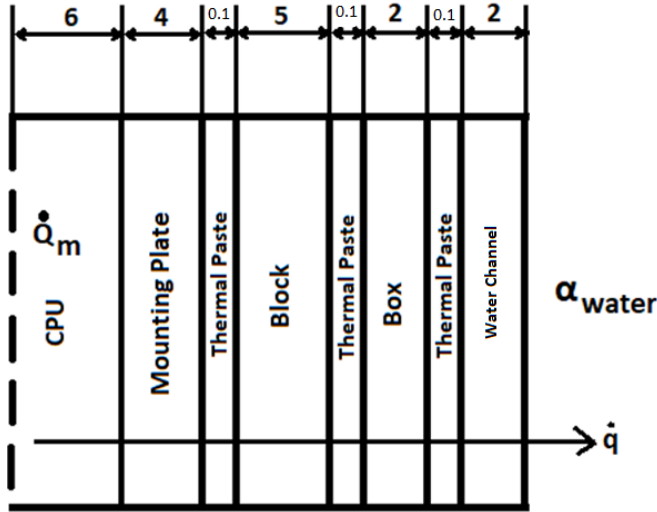 6 4 0.1 5 0.1 2 0.1 2
Q̇m
CPU
Mounting Plate
Thermal Paste
Block
Thermal Paste
Box
Thermal Paste
Water Channel
αwater
q̇